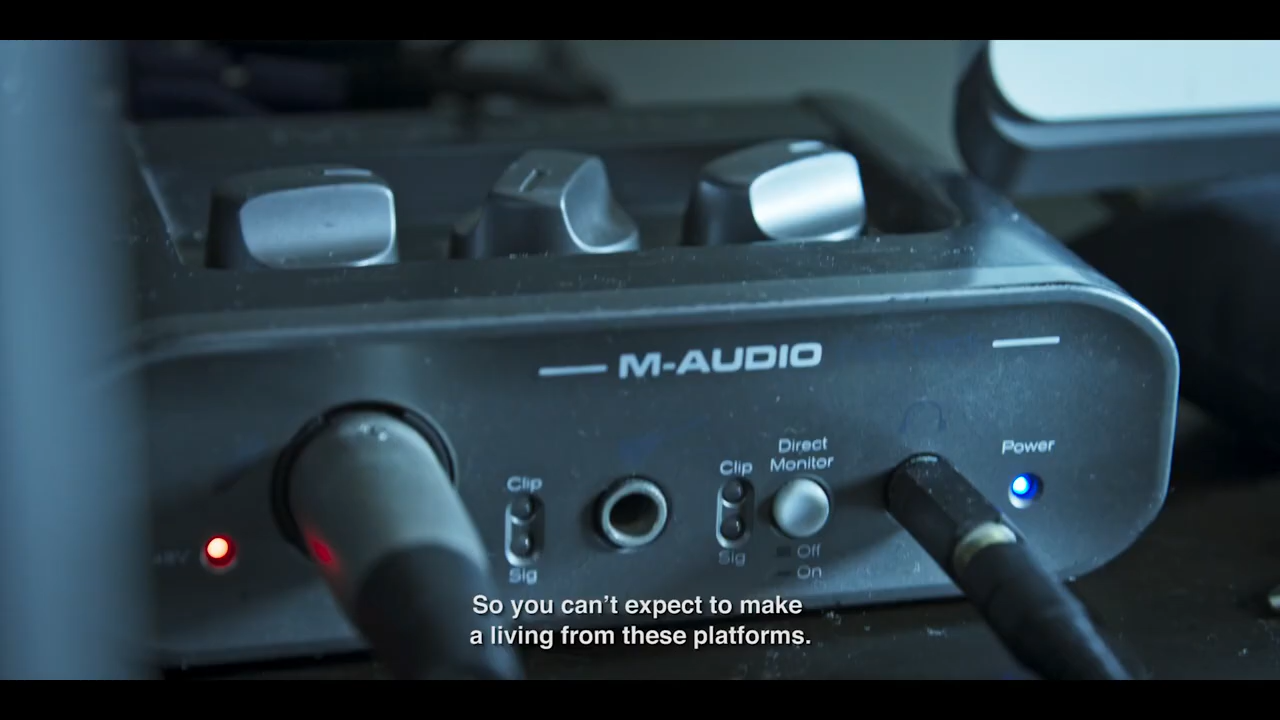 M-AUDIO
Direct
Monitor
Clip
Power
Clip
Off
Sig
On
Sig
So you can’t expect to make
a living from these platforms.